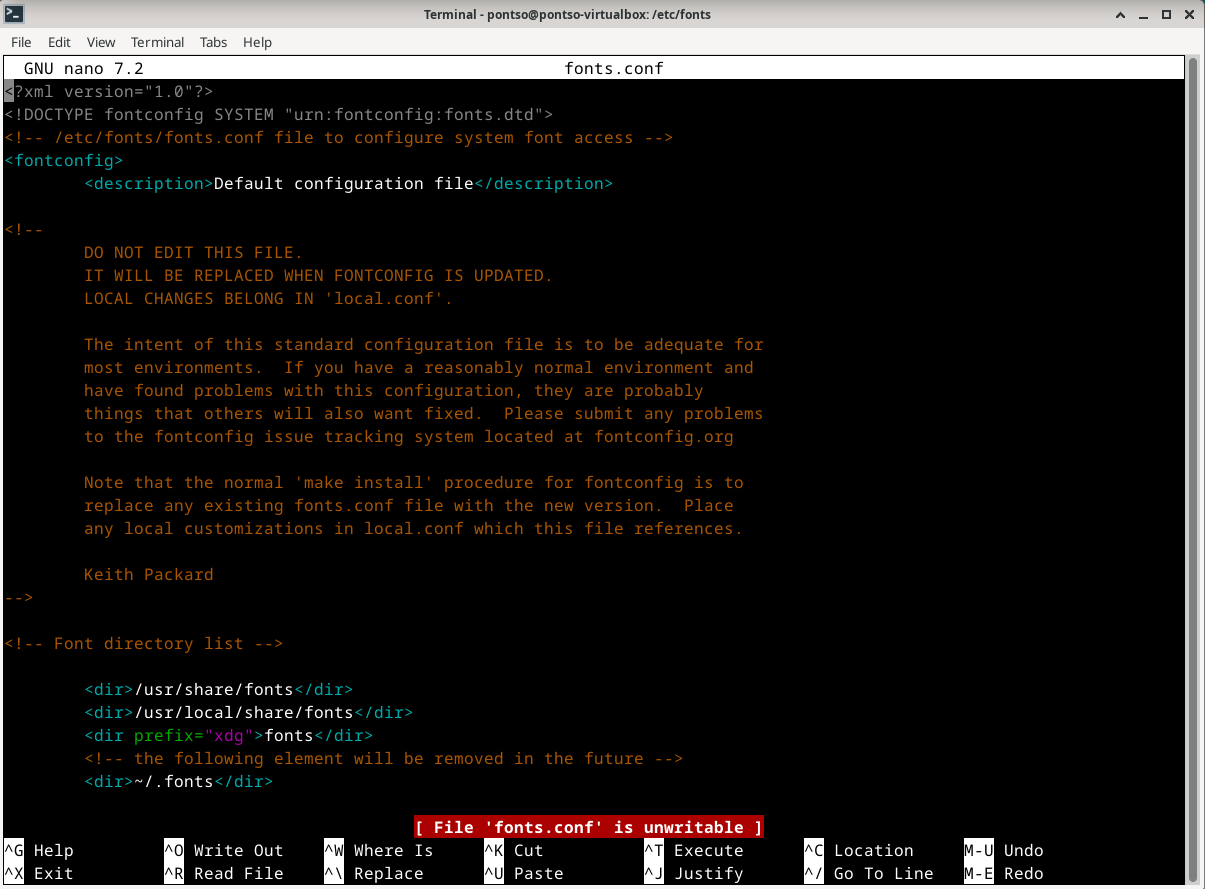 Terminal - pontso@pontso-virtualbox: /etc/fonts
File Edit View Terminal Tabs Help
GNU nano 7.2 fonts.conf
<?xml version="1.0"?>
<!DOCTYPE fontconfig SYSTEM "urn:fontconfig:fonts.dtd">
<!-- /etc/fonts/fonts.conf file to configure system font access -->
<fontconfig>
<description>Default configuration file</description>
<!--
DO NOT EDIT THIS FILE.
IT WILL BE REPLACED WHEN FONTCONFIG IS UPDATED.
LOCAL CHANGES BELONG IN 'local.conf'.
The intent of this standard configuration file is to be adequate for
most environments.  If you have a reasonably normal environment and
have found problems with this configuration, they are probably
things that others will also want fixed.  Please submit any problems
to the fontconfig issue tracking system located at fontconfig.org
Note that the normal 'make install' procedure for fontconfig is to
replace any existing fonts.conf file with the new version.  Place
any local customizations in local.conf which this file references.
Keith Packard
-->
<!-- Font directory list -->
<dir>/usr/share/fonts</dir>
<dir>/usr/local/share/fonts</dir>
<dir prefix="xdg">fonts</dir>
<!-- the following element will be removed in the future -->
<dir>~/.fonts</dir>
[ File 'fonts.conf' is unwritable ]
^G Help ^O Write Out ^W Where Is ^K Cut ^T Execute ^C Location M-U Undo
^X Exit ^R Read File ^\ Replace ^U Paste ^J Justify ^/ Go To Line M-E Redo